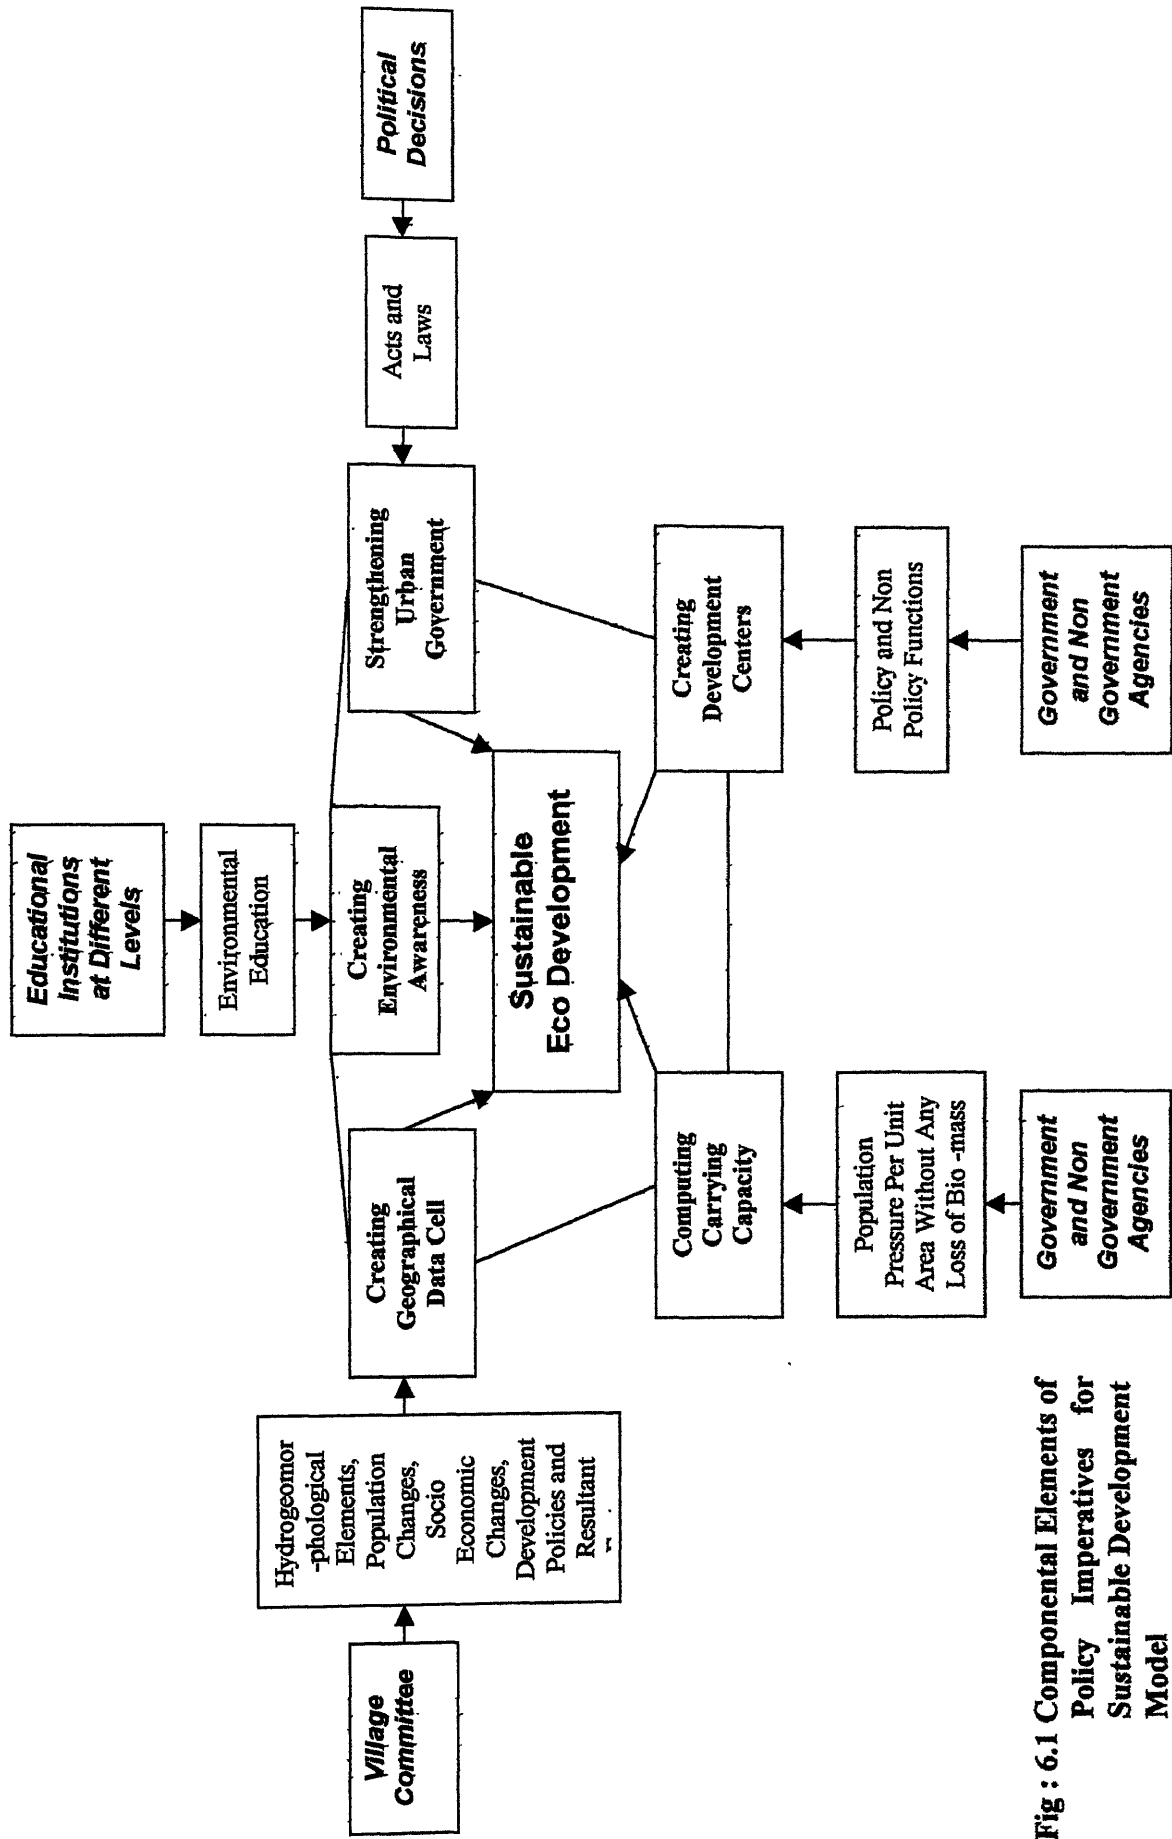 Educational
Institutions
at Different
Levels
Environmental
Education
Creating
Environmental
Awareness
Village
Committee
Hydrogeomor
-phological
Elements,
Population
Changes,
Socio
Economic
Changes,
Development
Policies and
Resultant
Creating
Geographical
Data Cell
Sustainable
Eco Development
Strengthening
Urban
Government
Acts and
Laws
Political
Decisions
Computing
Carrying
Capacity
Creating
Development
Centers
Population
Pressure Per Unit
Area Without Any
Loss of Bio -mass
Policy and Non
Policy Functions
Government
and Non
Government
Agencies
Government
and Non
Government
Agencies
Fig : 6.1 Componental Elements of
Policy Imperatives for
Sustainable Development
Model